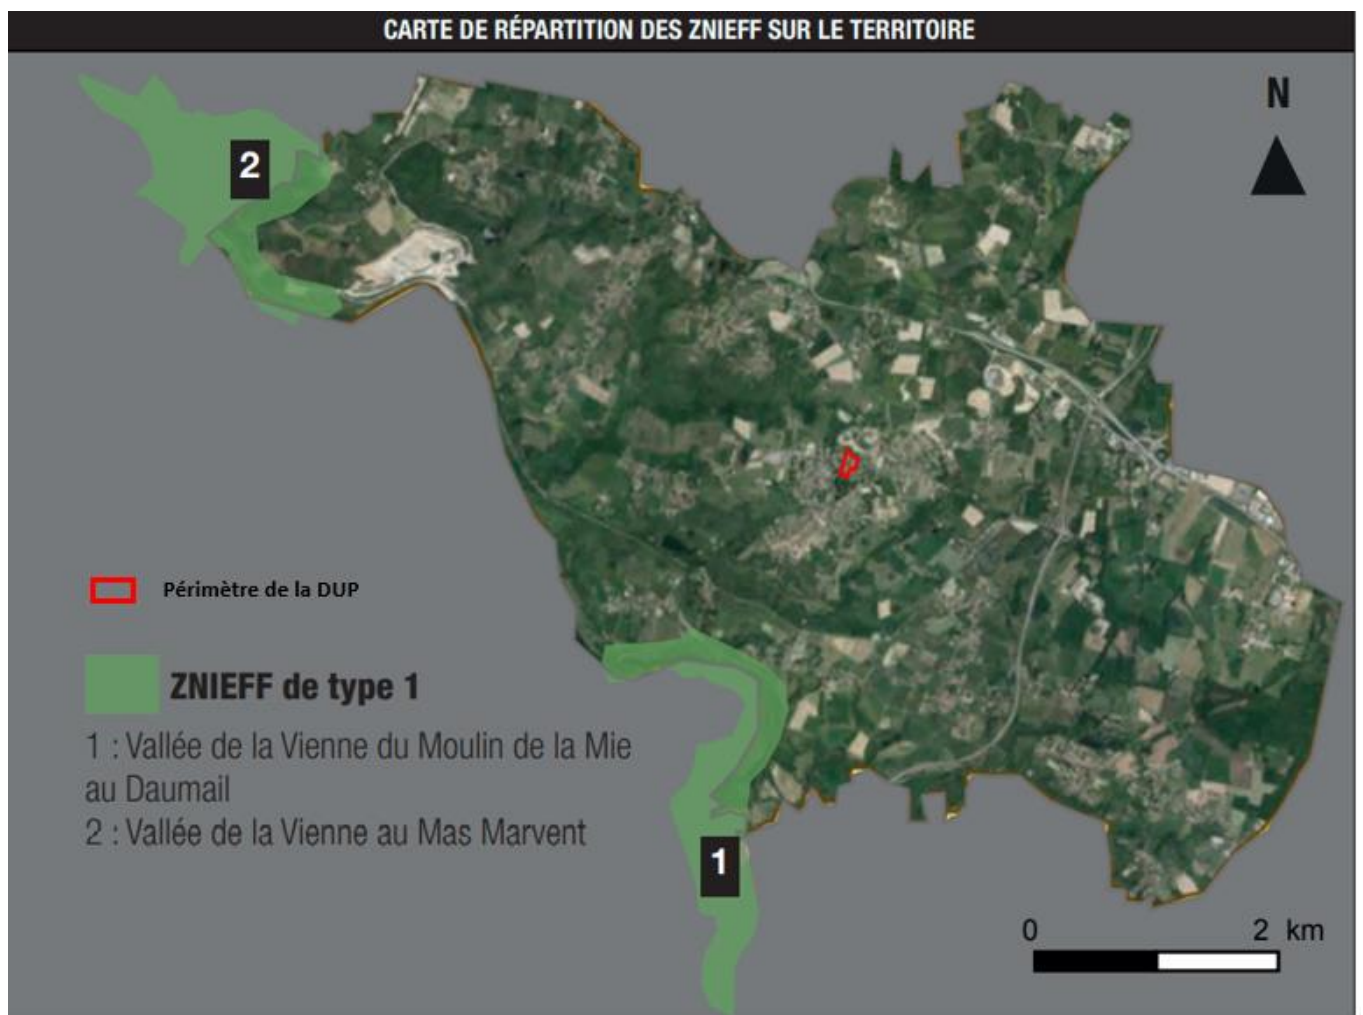 CARTE DE RÉPARTITION DES ZNIEFF SUR LE TERRITOIRE
N
2
Périmètre de la DUP
ZNIEFF de type 1
1 : Vallée de la Vienne du Moulin de la Mie
au Daumail
2 : Vallée de la Vienne au Mas Marvent
1
0 2 km